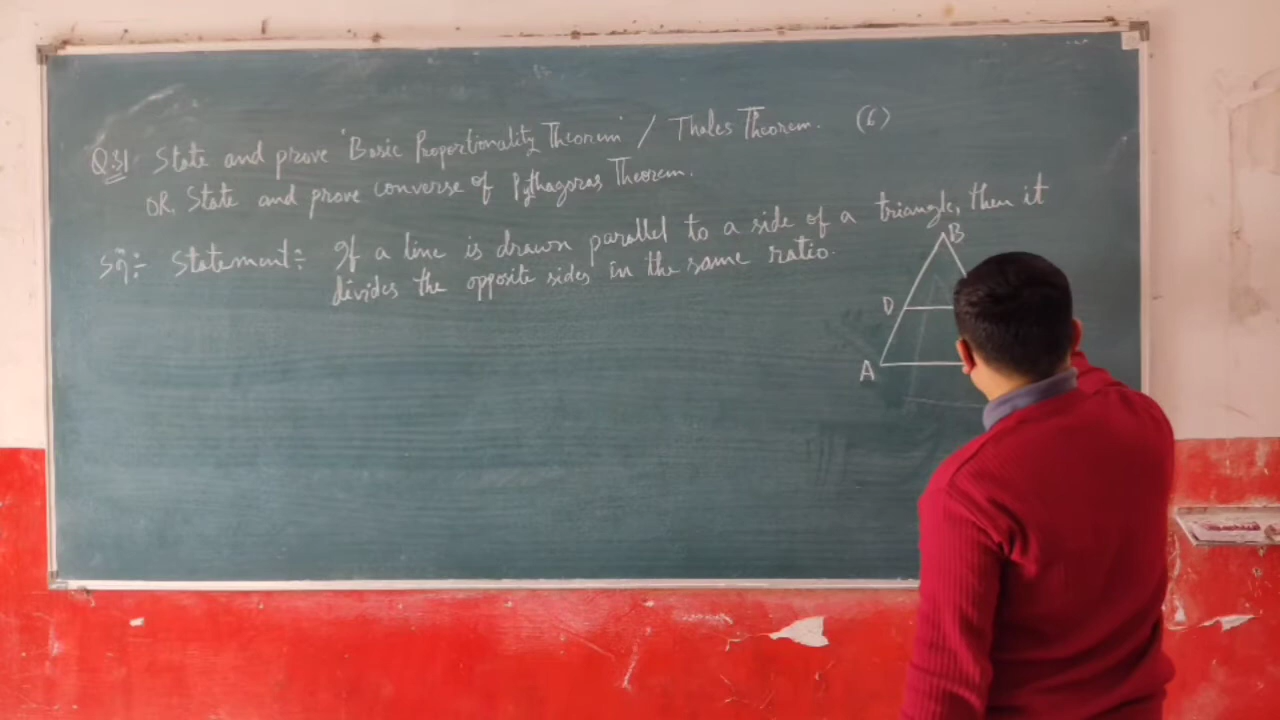 Q.31 State and prove 'Basic Proportionality Theorem' / Thales Theorem. (6)
OR, State and prove converse of Pythagoras Theorem.
Sol:- Statement:- If a line is drawn parallel to a side of a triangle, then it
divides the opposite sides in the same ratio.
B
D
A